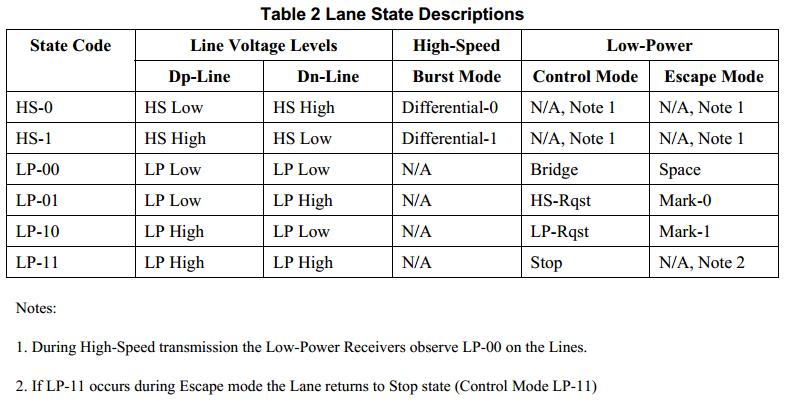 Table 2 Lane State Descriptions
State Code Line Voltage Levels High-Speed Low-Power
Dp-Line Dn-Line Burst Mode Control Mode Escape Mode
HS-0 HS Low HS High Differential-0 N/A, Note 1 N/A, Note 1
HS-1 HS High HS Low Differential-1 N/A, Note 1 N/A, Note 1
LP-00 LP Low LP Low N/A Bridge Space
LP-01 LP Low LP High N/A HS-Rqst Mark-0
LP-10 LP High LP Low N/A LP-Rqst Mark-1
LP-11 LP High LP High N/A Stop N/A, Note 2
Notes:
1. During High-Speed transmission the Low-Power Receivers observe LP-00 on the Lines.
2. If LP-11 occurs during Escape mode the Lane returns to Stop state (Control Mode LP-11)